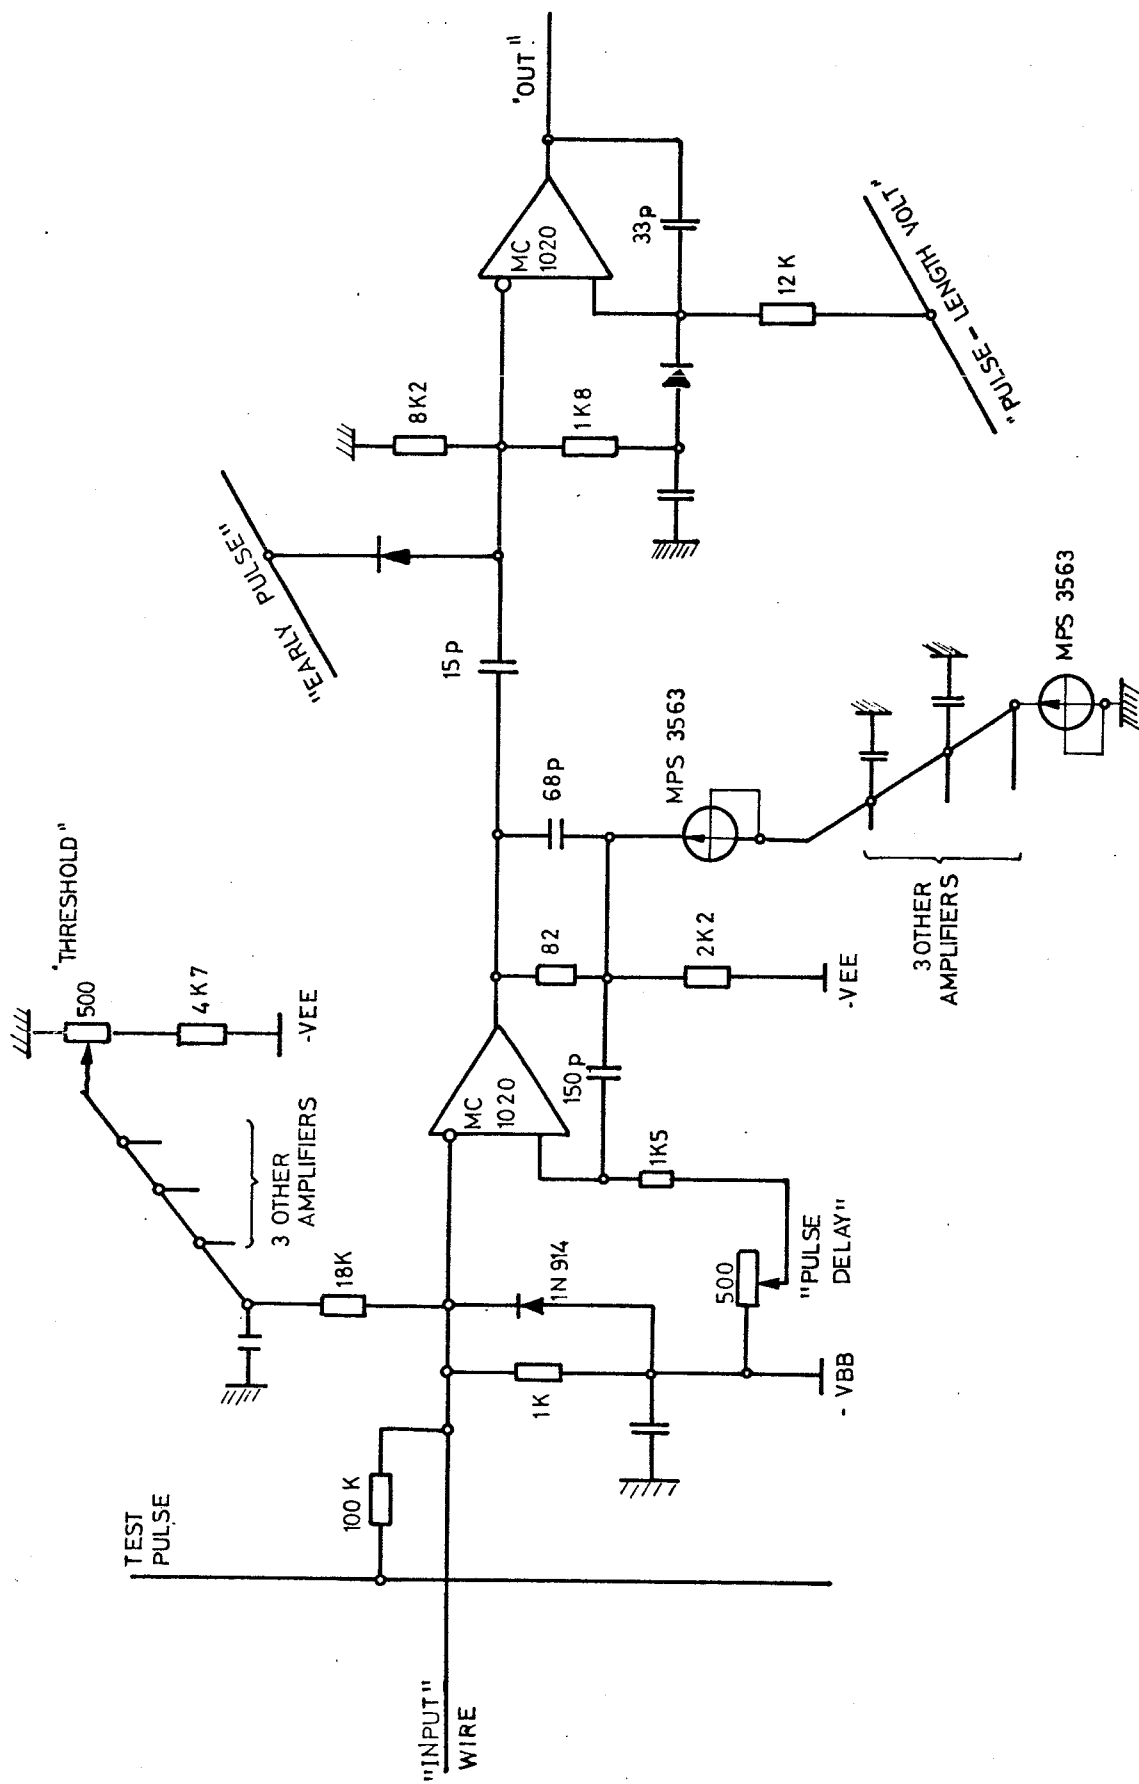 "INPUT"
WIRE
TEST
PULSE
100 K
1K
18K
1N 914
- VBB
500
"PULSE
DELAY"
1K5
150 p
MC
1020
3 OTHER
AMPLIFIERS
"THRESHOLD"
500
4K7
-VEE
82
2K2
-VEE
68p
MPS 3563
3 OTHER
AMPLIFIERS
MPS 3563
15 p
"EARLY PULSE"
8K2
1K8
MC
1020
33p
12 K
"PULSE - LENGTH VOLT"
"OUT"